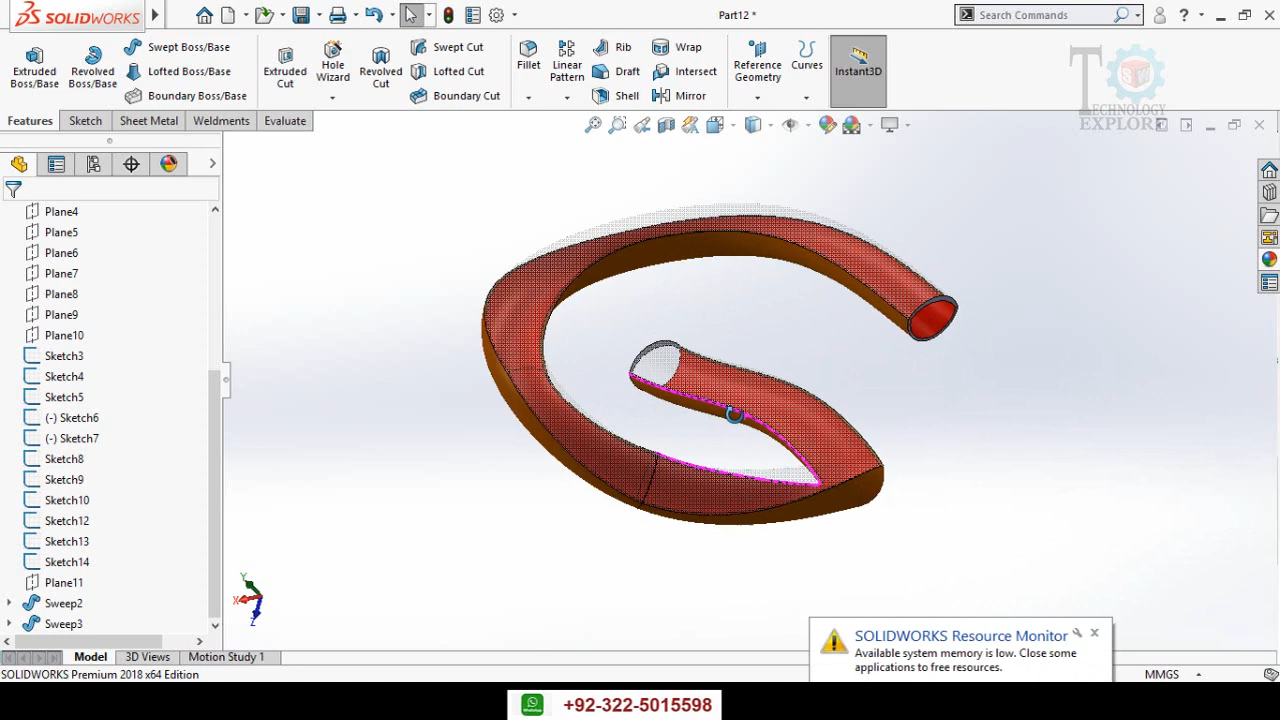 SOLIDWORKS
Part12 *
Search Commands
?
Extruded Boss/Base
Revolved Boss/Base
Swept Boss/Base
Lofted Boss/Base
Boundary Boss/Base
Extruded Cut
Hole Wizard
Revolved Cut
Swept Cut
Lofted Cut
Boundary Cut
Fillet
Linear Pattern
Rib
Draft
Shell
Wrap
Intersect
Mirror
Reference Geometry
Curves
Instant3D
TECHNOLOGY
EXPLOR
Features
Sketch
Sheet Metal
Weldments
Evaluate
Plane4
Plane5
Plane6
Plane7
Plane8
Plane9
Plane10
Sketch3
Sketch4
Sketch5
(-) Sketch6
(-) Sketch7
Sketch8
Sketch9
Sketch10
Sketch12
Sketch13
Sketch14
Plane11
Sweep2
Sweep3
Y
X
Z
SOLIDWORKS Resource Monitor
Available system memory is low. Close some
applications to free resources.
Model
3D Views
Motion Study 1
SOLIDWORKS Premium 2018 x64 Edition
MMGS
+92-322-5015598